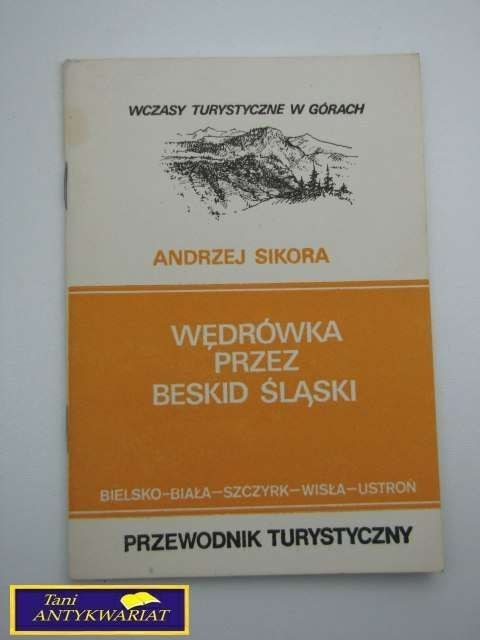 WCZASY TURYSTYCZNE W GÓRACH
ANDRZEJ SIKORA
WĘDRÓWKA
PRZEZ
BESKID ŚLĄSKI
BIELSKO–BIAŁA–SZCZYRK–WISŁA–USTROŃ
PRZEWODNIK TURYSTYCZNY
Tani
ANTYKWARIAT